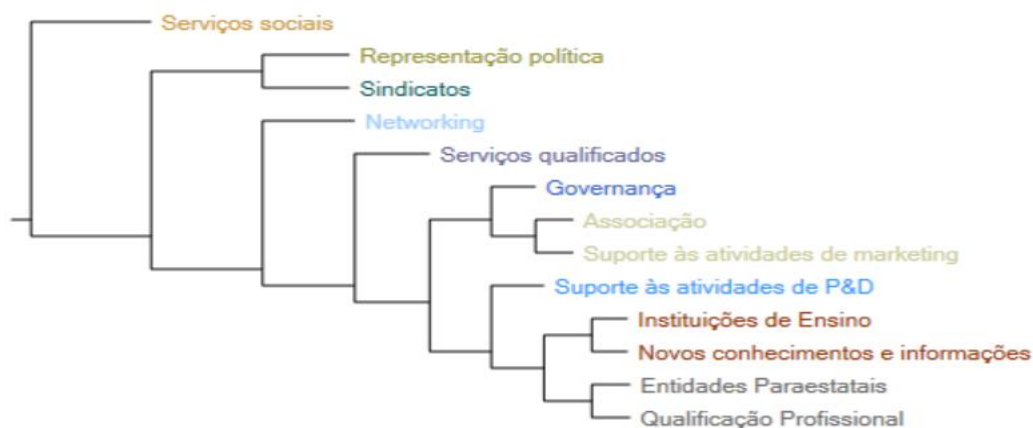 Serviços sociais
Representação política
Sindicatos
Networking
Serviços qualificados
Governança
Associação
Suporte às atividades de marketing
Suporte às atividades de P&D
Instituições de Ensino
Novos conhecimentos e informações
Entidades Paraestatais
Qualificação Profissional